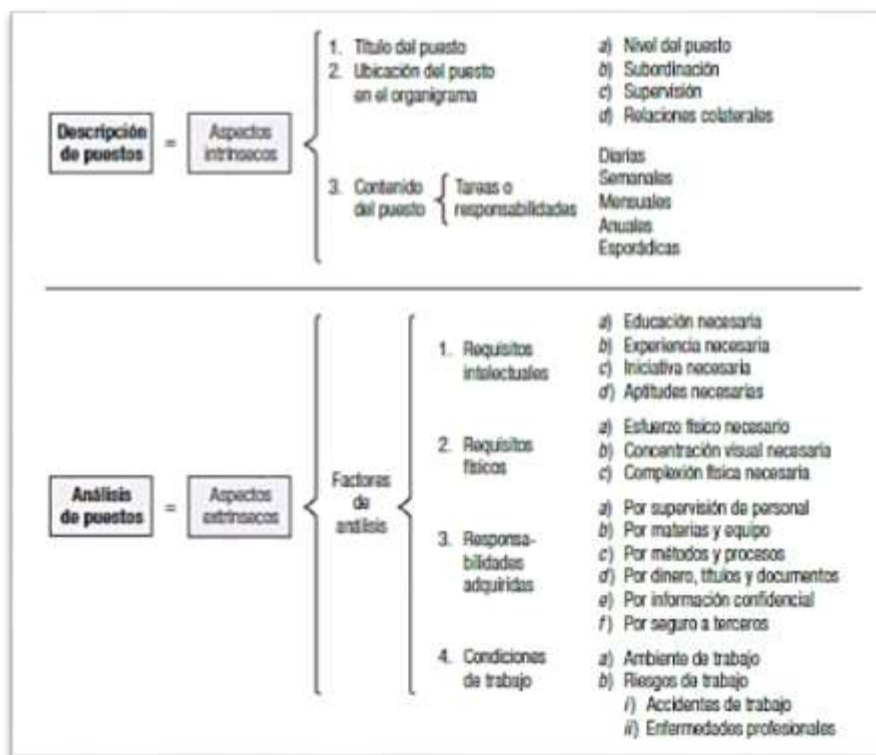 Descripción
de puestos
=
Aspectos
intrínsecos
1. Título del puesto
2. Ubicación del puesto
en el organigrama
a) Nivel del puesto
b) Subordinación
c) Supervisión
d) Relaciones colaterales
3. Contenido
del puesto
Tareas o
responsabilidades
Diarias
Semanales
Mensuales
Anuales
Esporádicas
Análisis
de puestos
=
Aspectos
extrínsecos
Factores
de
análisis
1. Requisitos
intelectuales
a) Educación necesaria
b) Experiencia necesaria
c) Iniciativa necesaria
d) Aptitudes necesarias
2. Requisitos
físicos
a) Esfuerzo físico necesario
b) Concentración visual necesaria
c) Complexión física necesaria
3. Responsa-
bilidades
adquiridas
a) Por supervisión de personal
b) Por materias y equipo
c) Por métodos y procesos
d) Por dinero, títulos y documentos
e) Por información confidencial
f) Por seguro a terceros
4. Condiciones
de trabajo
a) Ambiente de trabajo
b) Riesgos de trabajo
i) Accidentes de trabajo
ii) Enfermedades profesionales